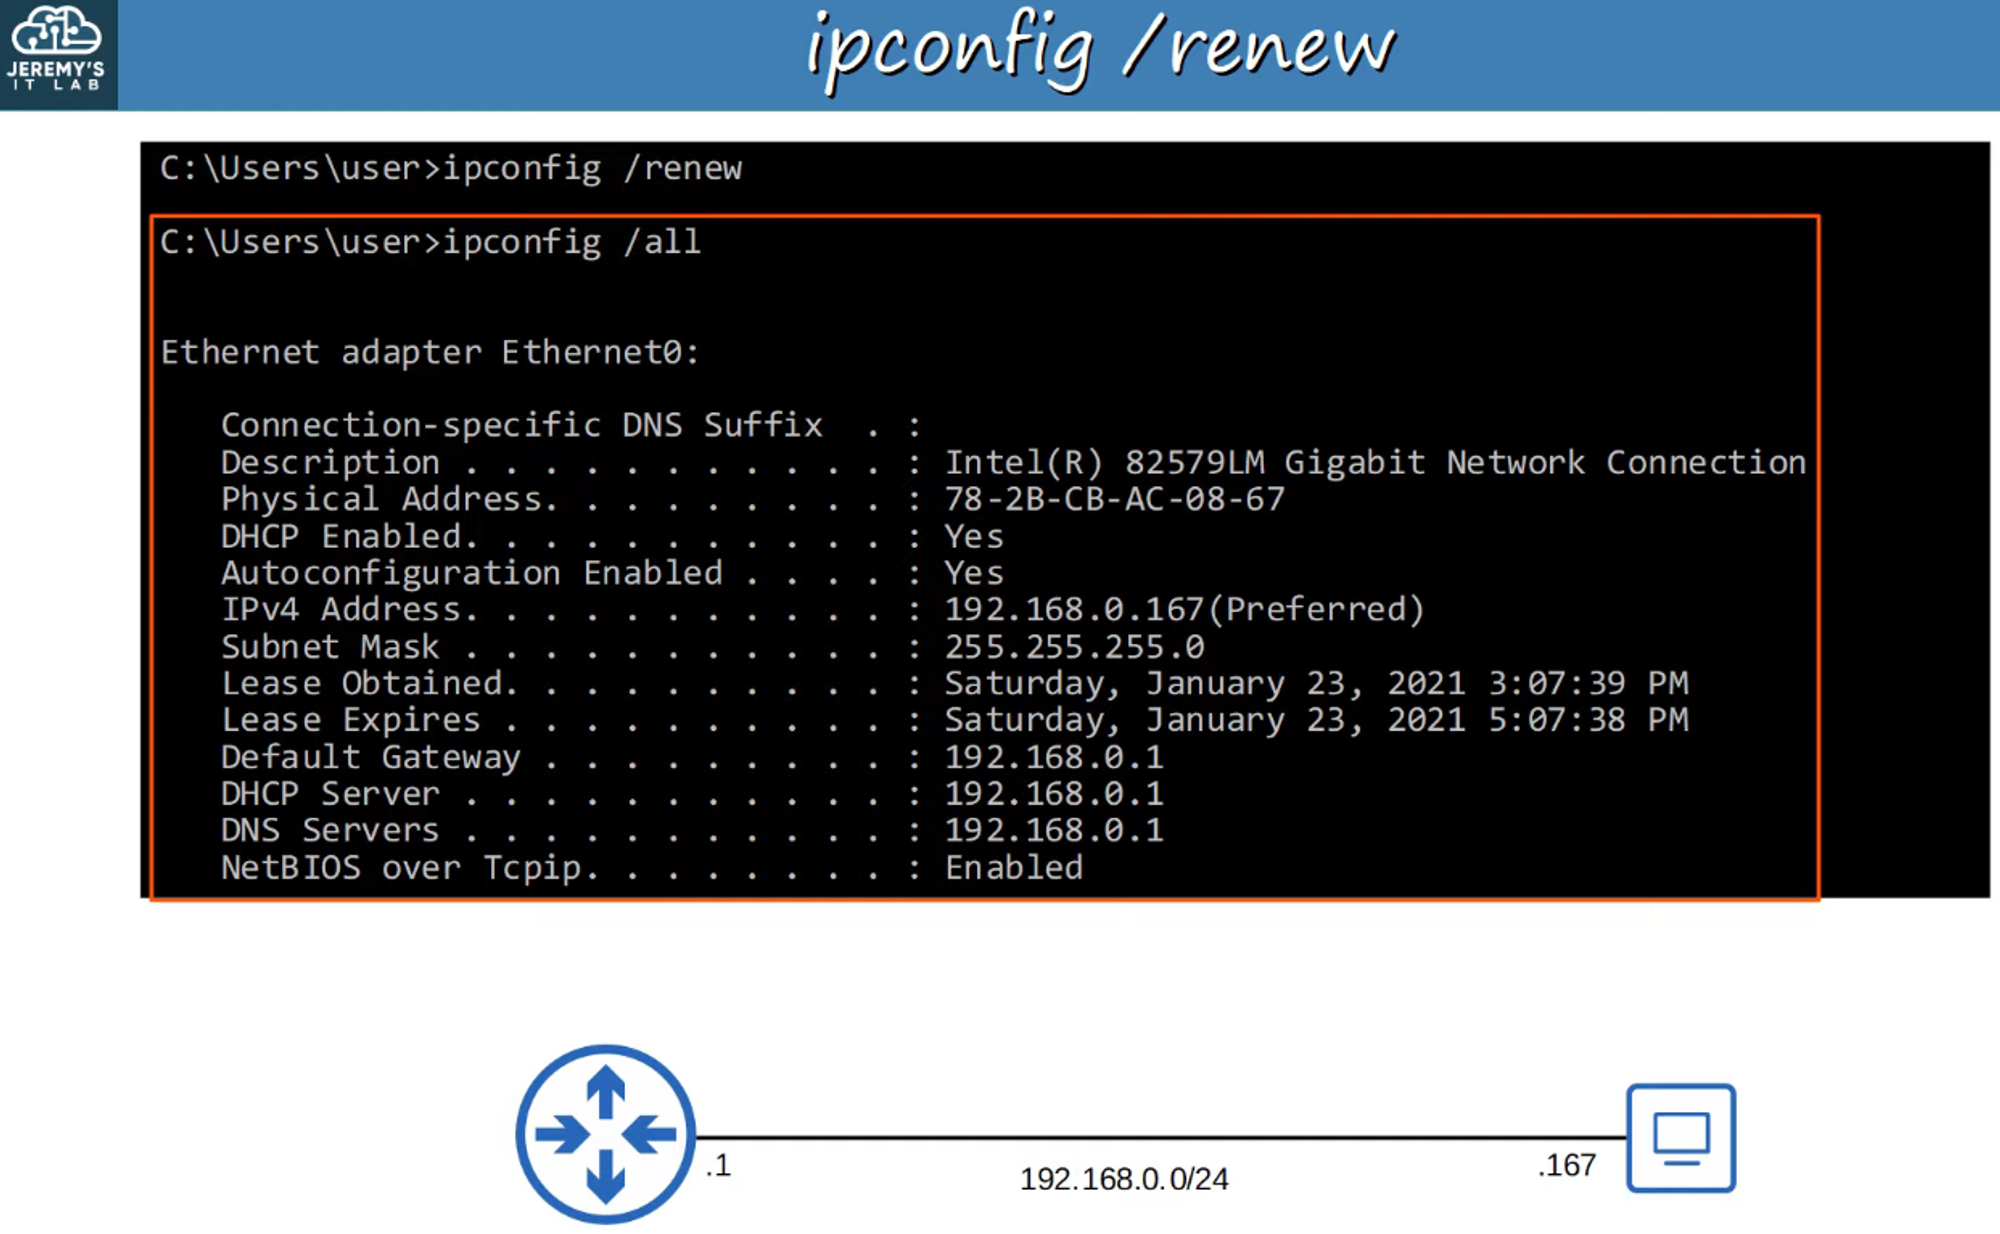 JEREMY'S
IT LAB
ipconfig /renew
C:\Users\user>ipconfig /renew
C:\Users\user>ipconfig /all
Ethernet adapter Ethernet0:
Connection-specific DNS Suffix  . :
Description . . . . . . . . . . . : Intel(R) 82579LM Gigabit Network Connection
Physical Address. . . . . . . . . : 78-2B-CB-AC-08-67
DHCP Enabled. . . . . . . . . . . : Yes
Autoconfiguration Enabled . . . . : Yes
IPv4 Address. . . . . . . . . . . : 192.168.0.167(Preferred)
Subnet Mask . . . . . . . . . . . : 255.255.255.0
Lease Obtained. . . . . . . . . . : Saturday, January 23, 2021 3:07:39 PM
Lease Expires . . . . . . . . . . : Saturday, January 23, 2021 5:07:38 PM
Default Gateway . . . . . . . . . : 192.168.0.1
DHCP Server . . . . . . . . . . . : 192.168.0.1
DNS Servers . . . . . . . . . . . : 192.168.0.1
NetBIOS over Tcpip. . . . . . . . : Enabled
.1
192.168.0.0/24
.167